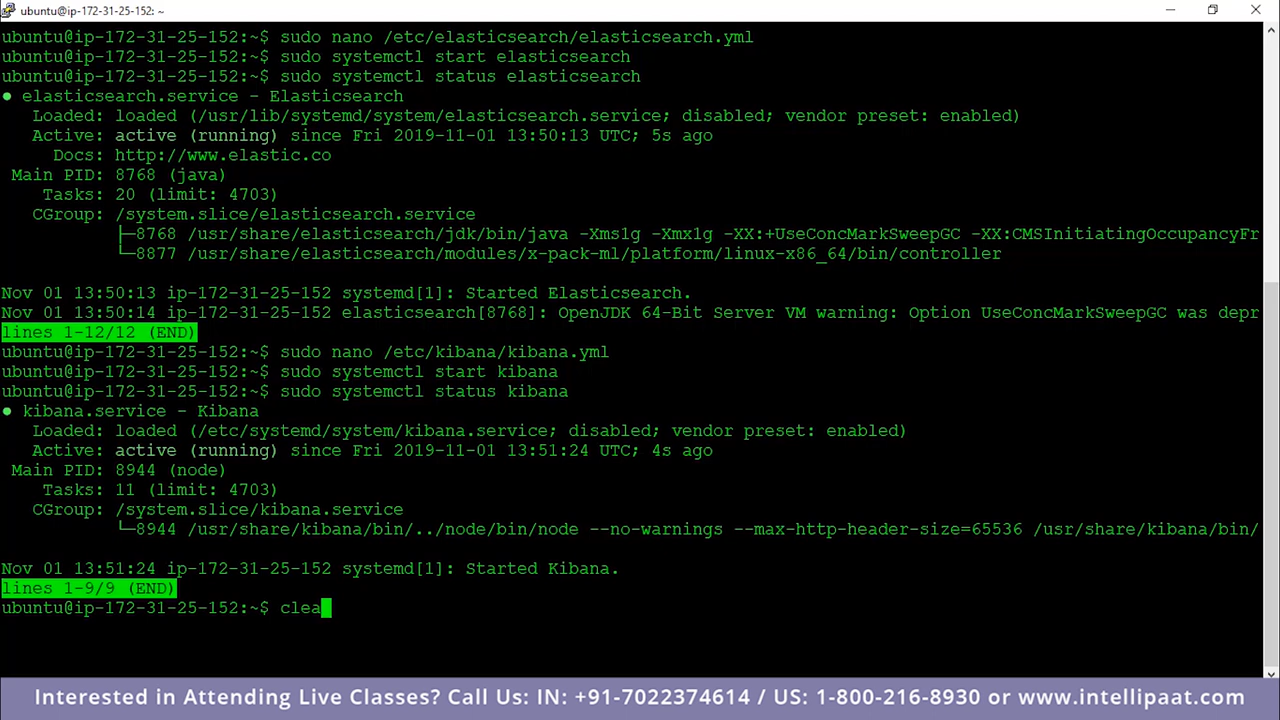 ubuntu@ip-172-31-25-152: ~
ubuntu@ip-172-31-25-152:~$ sudo nano /etc/elasticsearch/elasticsearch.yml
ubuntu@ip-172-31-25-152:~$ sudo systemctl start elasticsearch
ubuntu@ip-172-31-25-152:~$ sudo systemctl status elasticsearch
● elasticsearch.service - Elasticsearch
   Loaded: loaded (/usr/lib/systemd/system/elasticsearch.service; disabled; vendor preset: enabled)
   Active: active (running) since Fri 2019-11-01 13:50:13 UTC; 5s ago
     Docs: http://www.elastic.co
 Main PID: 8768 (java)
    Tasks: 20 (limit: 4703)
   CGroup: /system.slice/elasticsearch.service
           ├─8768 /usr/share/elasticsearch/jdk/bin/java -Xms1g -Xmx1g -XX:+UseConcMarkSweepGC -XX:CMSInitiatingOccupancyFr
           └─8877 /usr/share/elasticsearch/modules/x-pack-ml/platform/linux-x86_64/bin/controller
Nov 01 13:50:13 ip-172-31-25-152 systemd[1]: Started Elasticsearch.
Nov 01 13:50:14 ip-172-31-25-152 elasticsearch[8768]: OpenJDK 64-Bit Server VM warning: Option UseConcMarkSweepGC was depr
lines 1-12/12 (END)
ubuntu@ip-172-31-25-152:~$ sudo nano /etc/kibana/kibana.yml
ubuntu@ip-172-31-25-152:~$ sudo systemctl start kibana
ubuntu@ip-172-31-25-152:~$ sudo systemctl status kibana
● kibana.service - Kibana
   Loaded: loaded (/etc/systemd/system/kibana.service; disabled; vendor preset: enabled)
   Active: active (running) since Fri 2019-11-01 13:51:24 UTC; 4s ago
 Main PID: 8944 (node)
    Tasks: 11 (limit: 4703)
   CGroup: /system.slice/kibana.service
           └─8944 /usr/share/kibana/bin/../node/bin/node --no-warnings --max-http-header-size=65536 /usr/share/kibana/bin/
Nov 01 13:51:24 ip-172-31-25-152 systemd[1]: Started Kibana.
lines 1-9/9 (END)
ubuntu@ip-172-31-25-152:~$ clea
Interested in Attending Live Classes? Call Us: IN: +91-7022374614 / US: 1-800-216-8930 or www.intellipaat.com